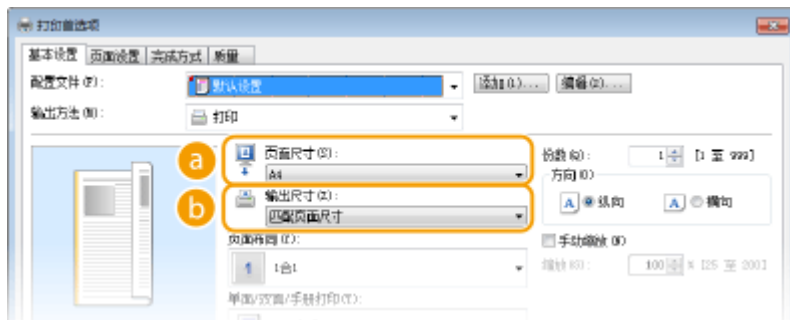 打印首选项
基本设置 页面设置 完成方式 质量
配置文件(F): 默认设置 添加(1)... 编辑(2)...
输出方法(M): 打印
a 页面尺寸(S): 份数(Q): 1 [1 至 999]
A4 方向(O)
b 输出尺寸(Z): A 纵向 A 横向
匹配页面尺寸
页面布局(Y): 手动缩放(W)
1 1合1 缩放(G): 100 % [25 至 200]
单面/双面/手册打印(T):